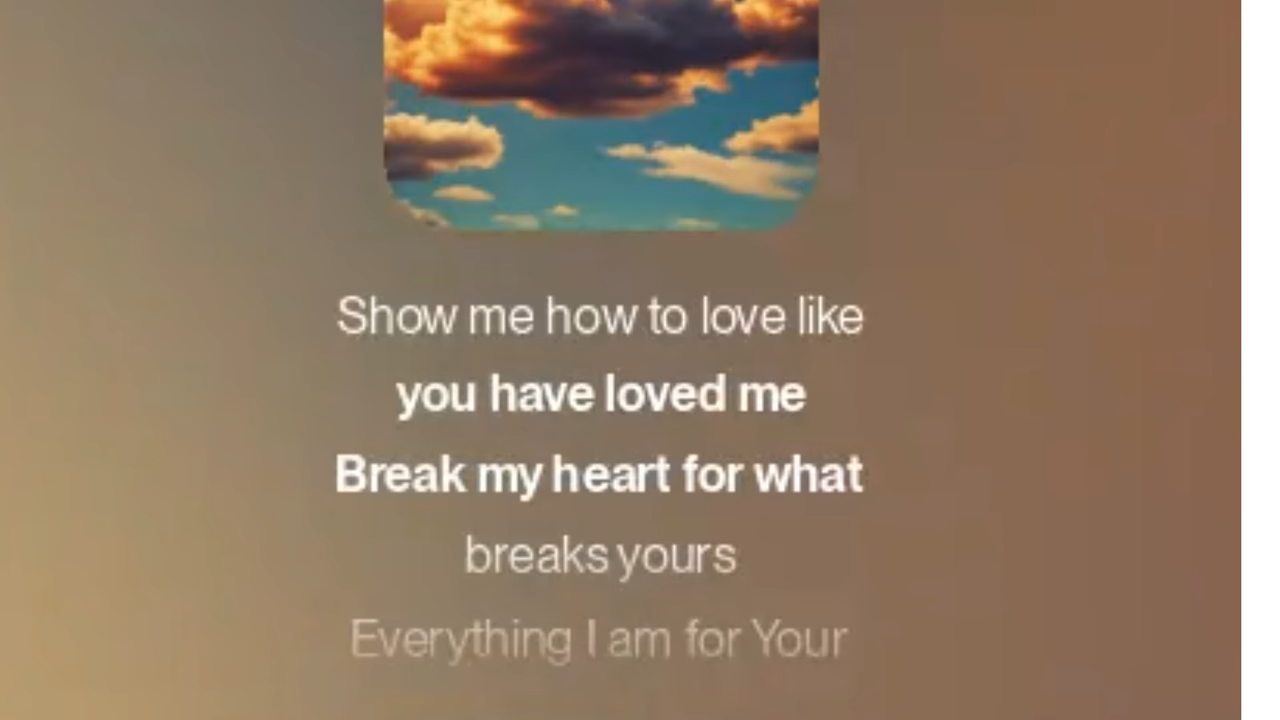 Show me how to love like
you have loved me
Break my heart for what
breaks yours
Everything I am for Your